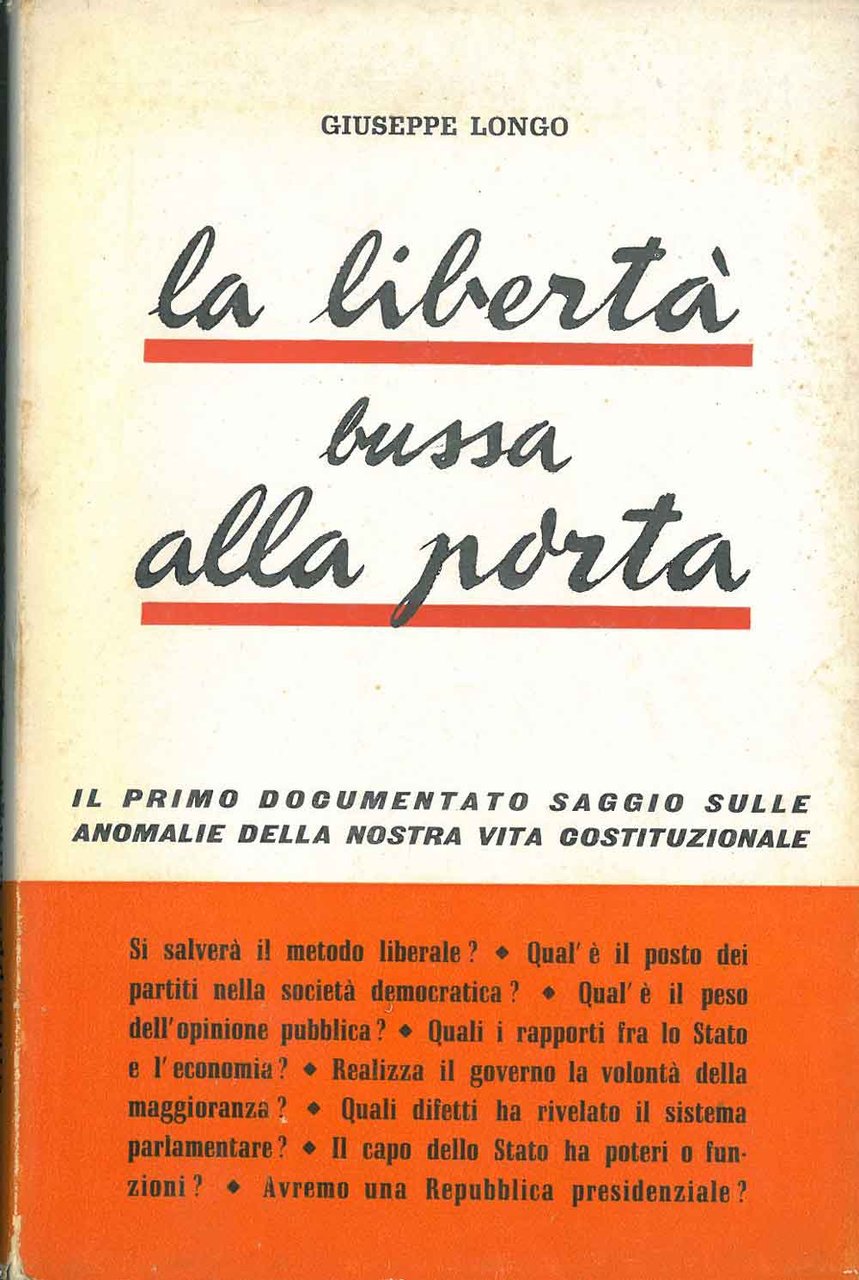 GIUSEPPE LONGO
la libertà
bussa
alla porta
IL PRIMO DOCUMENTATO SAGGIO SULLE
ANOMALIE DELLA NOSTRA VITA COSTITUZIONALE
Si salverà il metodo liberale? ◆ Qual' è il posto dei
partiti nella società democratica? ◆ Qual' è il peso
dell'opinione pubblica? ◆ Quali i rapporti fra lo Stato
e l'economia? ◆ Realizza il governo la volontà della
maggioranza? ◆ Quali difetti ha rivelato il sistema
parlamentare? ◆ Il capo dello Stato ha poteri o fun-
zioni? ◆ Avremo una Repubblica presidenziale?